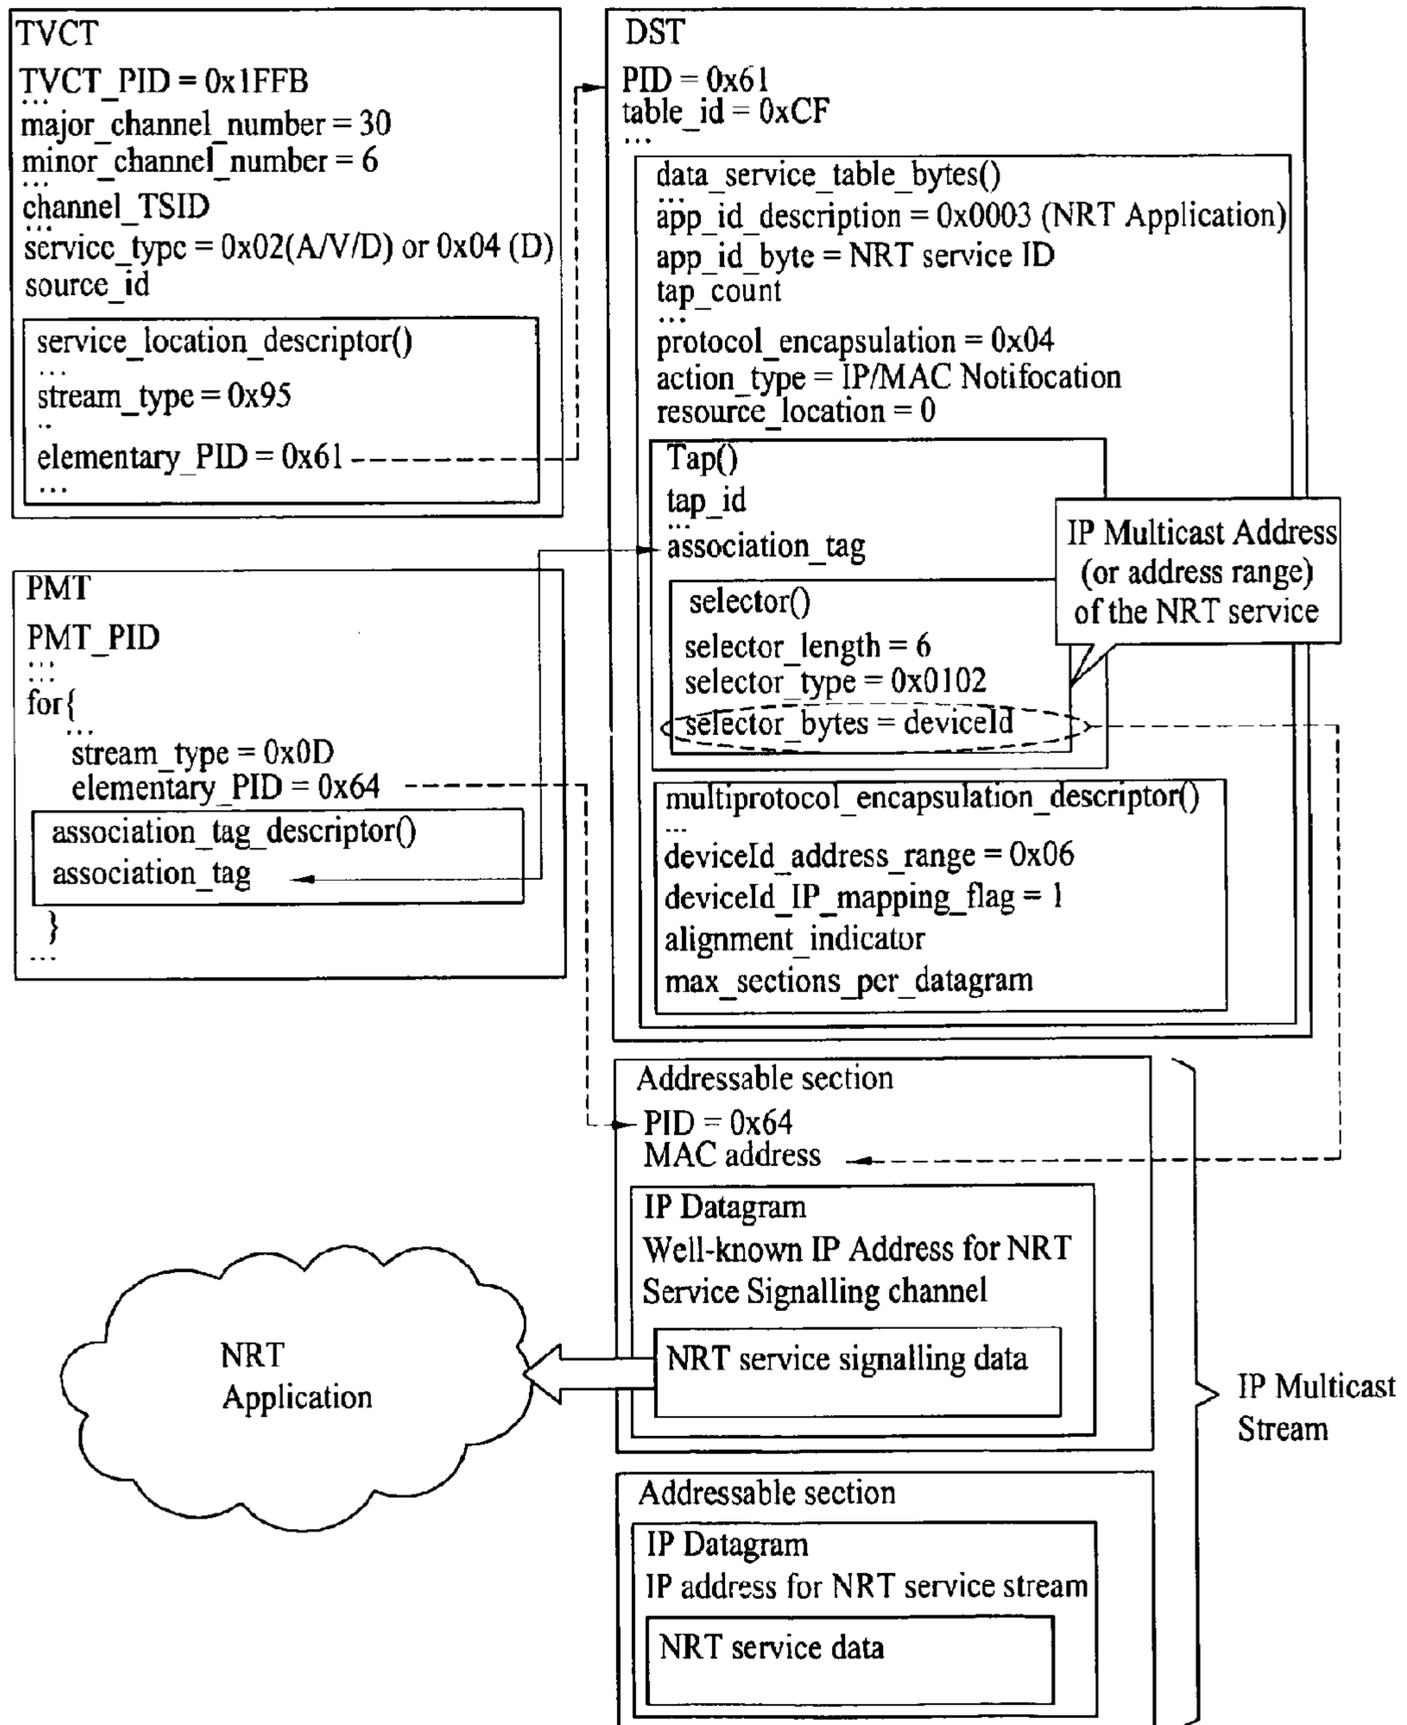 TVCT
TVCT_PID = 0x1FFB
...
major_channel_number = 30
minor_channel_number = 6
...
channel_TSID
...
service_type = 0x02(A/V/D) or 0x04 (D)
source_id
service_location_descriptor()
...
stream_type = 0x95
..
elementary_PID = 0x61
...
PMT
PMT_PID
...
...
for{
...
stream_type = 0x0D
elementary_PID = 0x64
association_tag_descriptor()
association_tag
}
...
DST
PID = 0x61
table_id = 0xCF
...
data_service_table_bytes()
...
app_id_description = 0x0003 (NRT Application)
app_id_byte = NRT service ID
tap_count
...
protocol_encapsulation = 0x04
action_type = IP/MAC Notifocation
resource_location = 0
Tap()
tap_id
...
association_tag
selector()
selector_length = 6
selector_type = 0x0102
selector_bytes = deviceId
IP Multicast Address
(or address range)
of the NRT service
multiprotocol_encapsulation_descriptor()
...
deviceId_address_range = 0x06
deviceId_IP_mapping_flag = 1
alignment_indicator
max_sections_per_datagram
Addressable section
PID = 0x64
MAC address
IP Datagram
Well-known IP Address for NRT
Service Signalling channel
NRT service signalling data
NRT
Application
IP Multicast
Stream
Addressable section
IP Datagram
IP address for NRT service stream
NRT service data